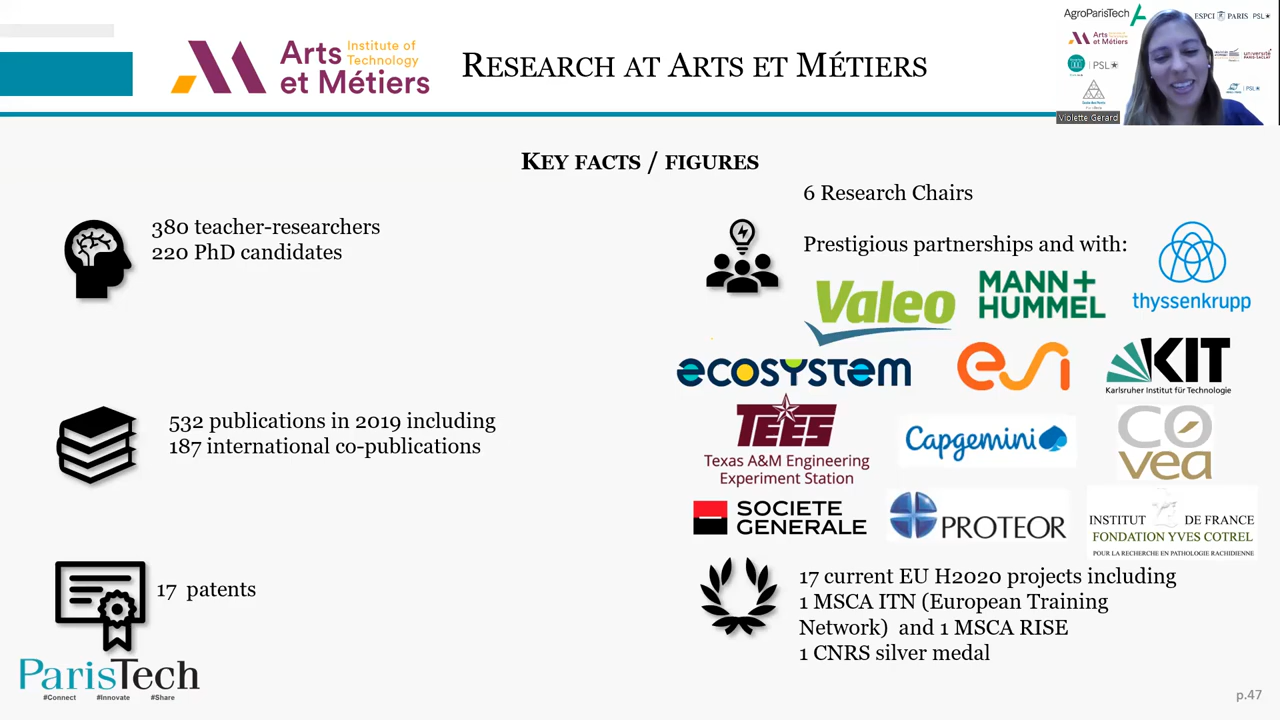 Arts
et Métiers
Institute of
Technology
RESEARCH AT ARTS ET MÉTIERS
AgroParisTech
ESPCI PARIS PSL
Arts
et Métiers
PSL
université
PARIS-SACLAY
PSL
Violette Gerard
KEY FACTS / FIGURES
380 teacher-researchers
220 PhD candidates
532 publications in 2019 including
187 international co-publications
17 patents
6 Research Chairs
Prestigious partnerships and with:
Valeo
MANN+
HUMMEL
thyssenkrupp
ecosystem
esi
KIT
Karlsruher Institut für Technologie
TEES
Texas A&M Engineering
Experiment Station
Capgemini
COvea
SOCIETE
GENERALE
PROTEOR
INSTITUT DE FRANCE
FONDATION YVES COTREL
POUR LA RECHERCHE EN PATHOLOGIE RACHIDIENNE
17 current EU H2020 projects including
1 MSCA ITN (European Training
Network) and 1 MSCA RISE
1 CNRS silver medal
ParisTech
#Connect #Innovate #Share
p.47